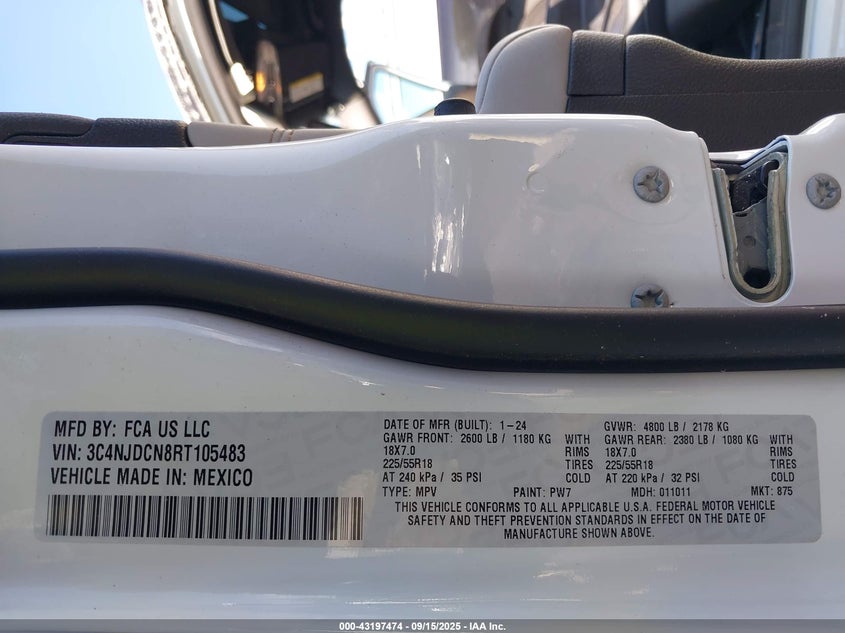 MFD BY: FCA US LLC
VIN: 3C4NJDCN8RT105483
VEHICLE MADE IN: MEXICO
DATE OF MFR (BUILT): 1-24 GVWR: 4800 LB / 2178 KG
GAWR FRONT: 2600 LB / 1180 KG WITH GAWR REAR: 2380 LB / 1080 KG WITH
18X7.0 RIMS 18X7.0 RIMS
225/55R18 TIRES 225/55R18 TIRES
AT 240 kPa / 35 PSI COLD AT 220 kPa / 32 PSI COLD
TYPE: MPV PAINT: PW7 MDH: 011011 MKT: 875
THIS VEHICLE CONFORMS TO ALL APPLICABLE U.S.A. FEDERAL MOTOR VEHICLE
SAFETY AND THEFT PREVENTION STANDARDS IN EFFECT ON THE DATE OF
MANUFACTURE SHOWN ABOVE.
000-43197474 - 09/15/2025 - IAA Inc.